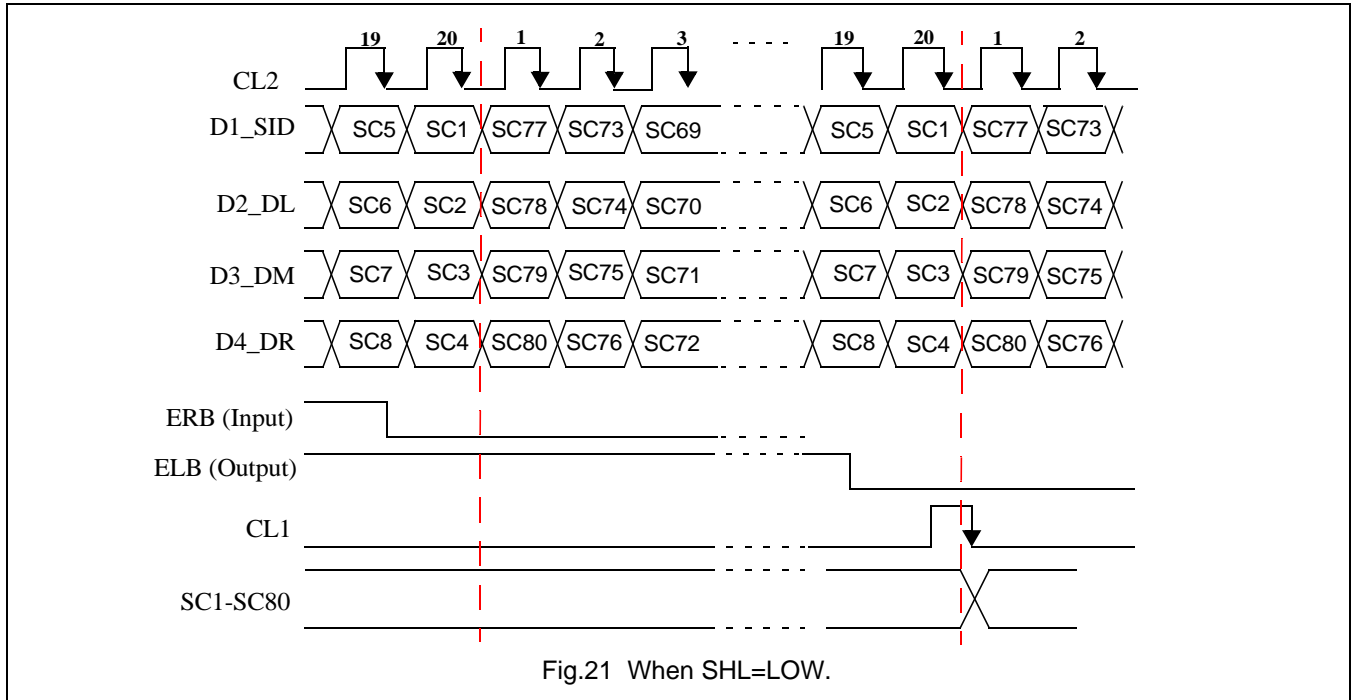 19 20 1 2 3 19 20 1 2
CL2
D1_SID SC5 SC1 SC77 SC73 SC69 SC5 SC1 SC77 SC73
D2_DL SC6 SC2 SC78 SC74 SC70 SC6 SC2 SC78 SC74
D3_DM SC7 SC3 SC79 SC75 SC71 SC7 SC3 SC79 SC75
D4_DR SC8 SC4 SC80 SC76 SC72 SC8 SC4 SC80 SC76
ERB (Input)
ELB (Output)
CL1
SC1-SC80
Fig.21 When SHL=LOW.